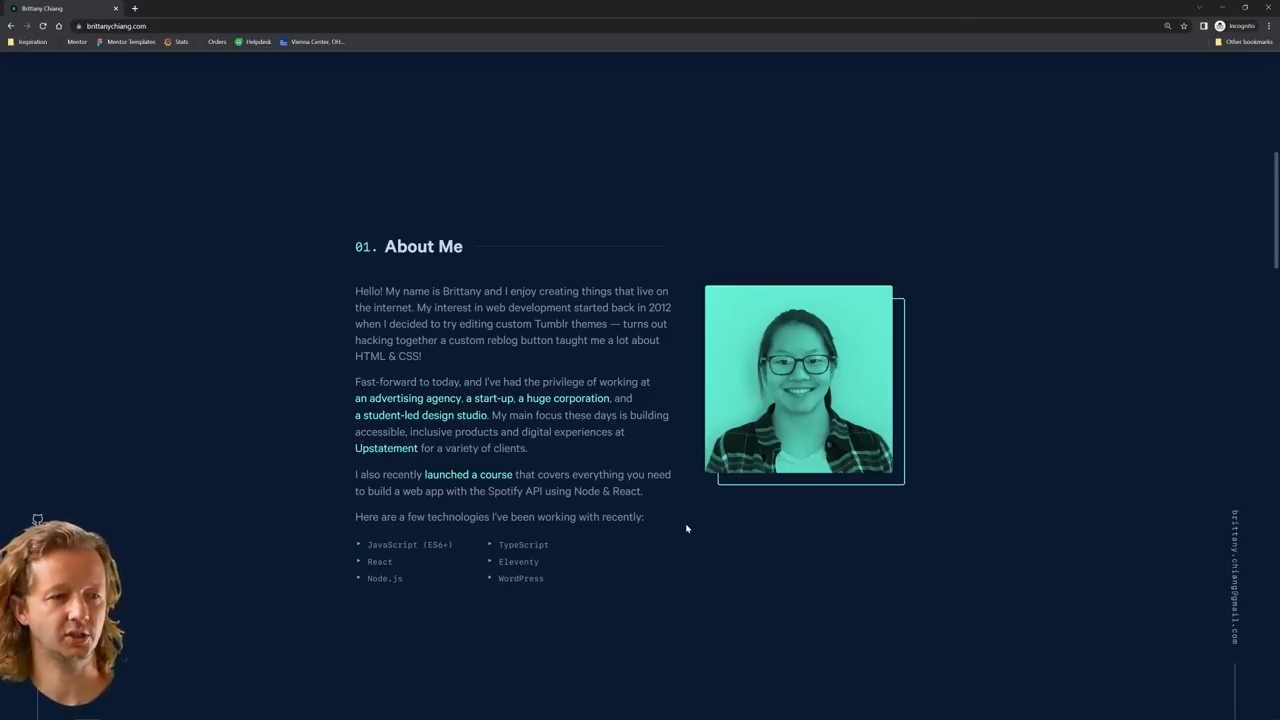 Brittany Chiang
brittanychiang.com
Incognito
Inspiration
Mentor
Mentor Templates
Stats
Orders
Helpdesk
Vienna Center, OH...
Other bookmarks
01. About Me
Hello! My name is Brittany and I enjoy creating things that live on
the internet. My interest in web development started back in 2012
when I decided to try editing custom Tumblr themes — turns out
hacking together a custom reblog button taught me a lot about
HTML & CSS!
Fast-forward to today, and I've had the privilege of working at
an advertising agency, a start-up, a huge corporation, and
a student-led design studio. My main focus these days is building
accessible, inclusive products and digital experiences at
Upstatement for a variety of clients.
I also recently launched a course that covers everything you need
to build a web app with the Spotify API using Node & React.
Here are a few technologies I've been working with recently:
JavaScript (ES6+)
TypeScript
React
Eleventy
Node.js
WordPress
brittany.chiang@gmail.com